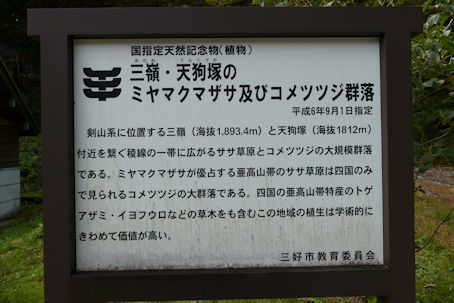 国指定天然記念物(植物)
みうね てんぐづか
三嶺・天狗塚の
ミヤマクマザサ及びコメツツジ群落
平成6年9月1日指定
剣山系に位置する三嶺（海抜1,893.4m）と天狗塚（海抜1812m）
付近を繋ぐ稜線の一帯に広がるササ草原とコメツツジの大規模群落
である。ミヤマクマザサが優占する亜高山帯のササ草原は四国のみ
で見られるコメツツジの大群落である。四国の亜高山帯特産のトゲ
アザミ・イヨフウロなどの草木をも含むこの地域の植生は学術的に
きわめて価値が高い。
三好市教育委員会